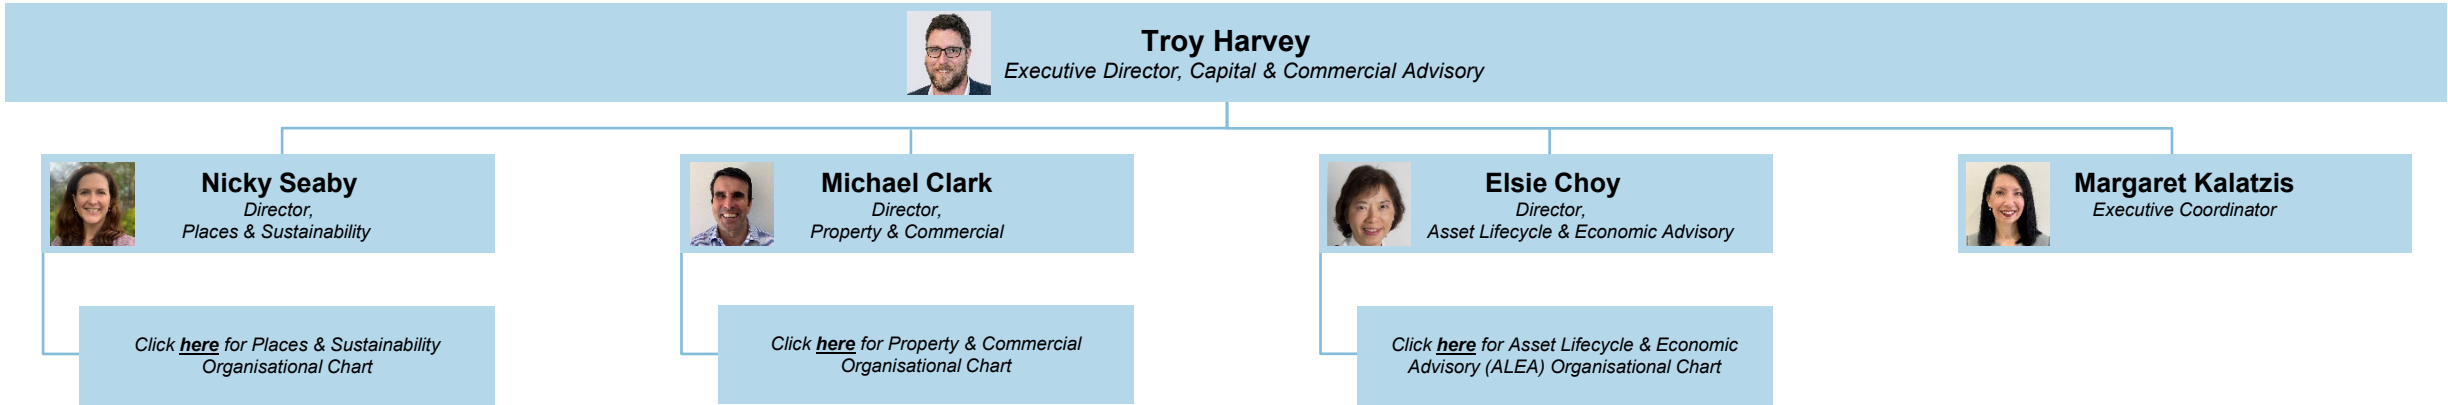 Troy Harvey
Executive Director, Capital & Commercial Advisory
Nicky Seaby
Director,
Places & Sustainability
Michael Clark
Director,
Property & Commercial
Elsie Choy
Director,
Asset Lifecycle & Economic Advisory
Margaret Kalatzis
Executive Coordinator
Click here for Places & Sustainability
Organisational Chart
Click here for Property & Commercial
Organisational Chart
Click here for Asset Lifecycle & Economic
Advisory (ALEA) Organisational Chart